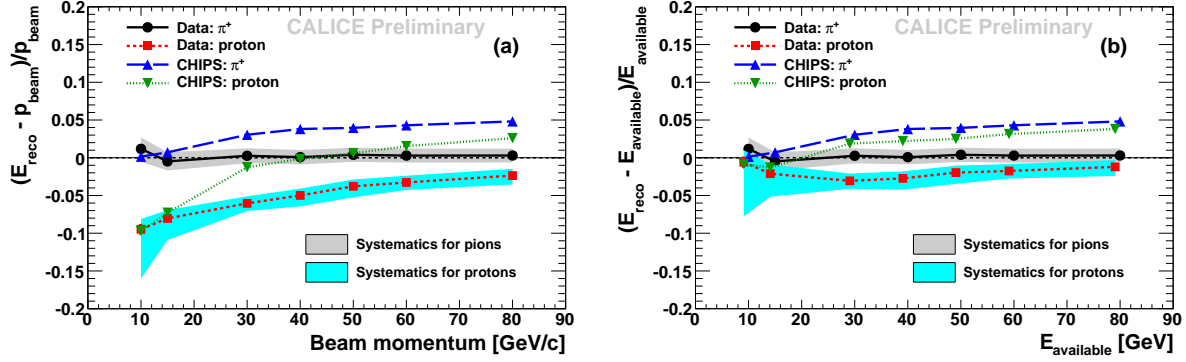 CALICE Preliminary
(a)
Data: π+
Data: proton
CHIPS: π+
CHIPS: proton
(E_reco - p_beam)/p_beam
0.2
0.15
0.1
0.05
0
-0.05
-0.1
-0.15
-0.2
Systematics for pions
Systematics for protons
0 10 20 30 40 50 60 70 80 90
Beam momentum [GeV/c]
CALICE Preliminary
(b)
Data: π+
Data: proton
CHIPS: π+
CHIPS: proton
(E_reco - E_available)/E_available
0.2
0.15
0.1
0.05
0
-0.05
-0.1
-0.15
-0.2
Systematics for pions
Systematics for protons
0 10 20 30 40 50 60 70 80 90
E_available [GeV]